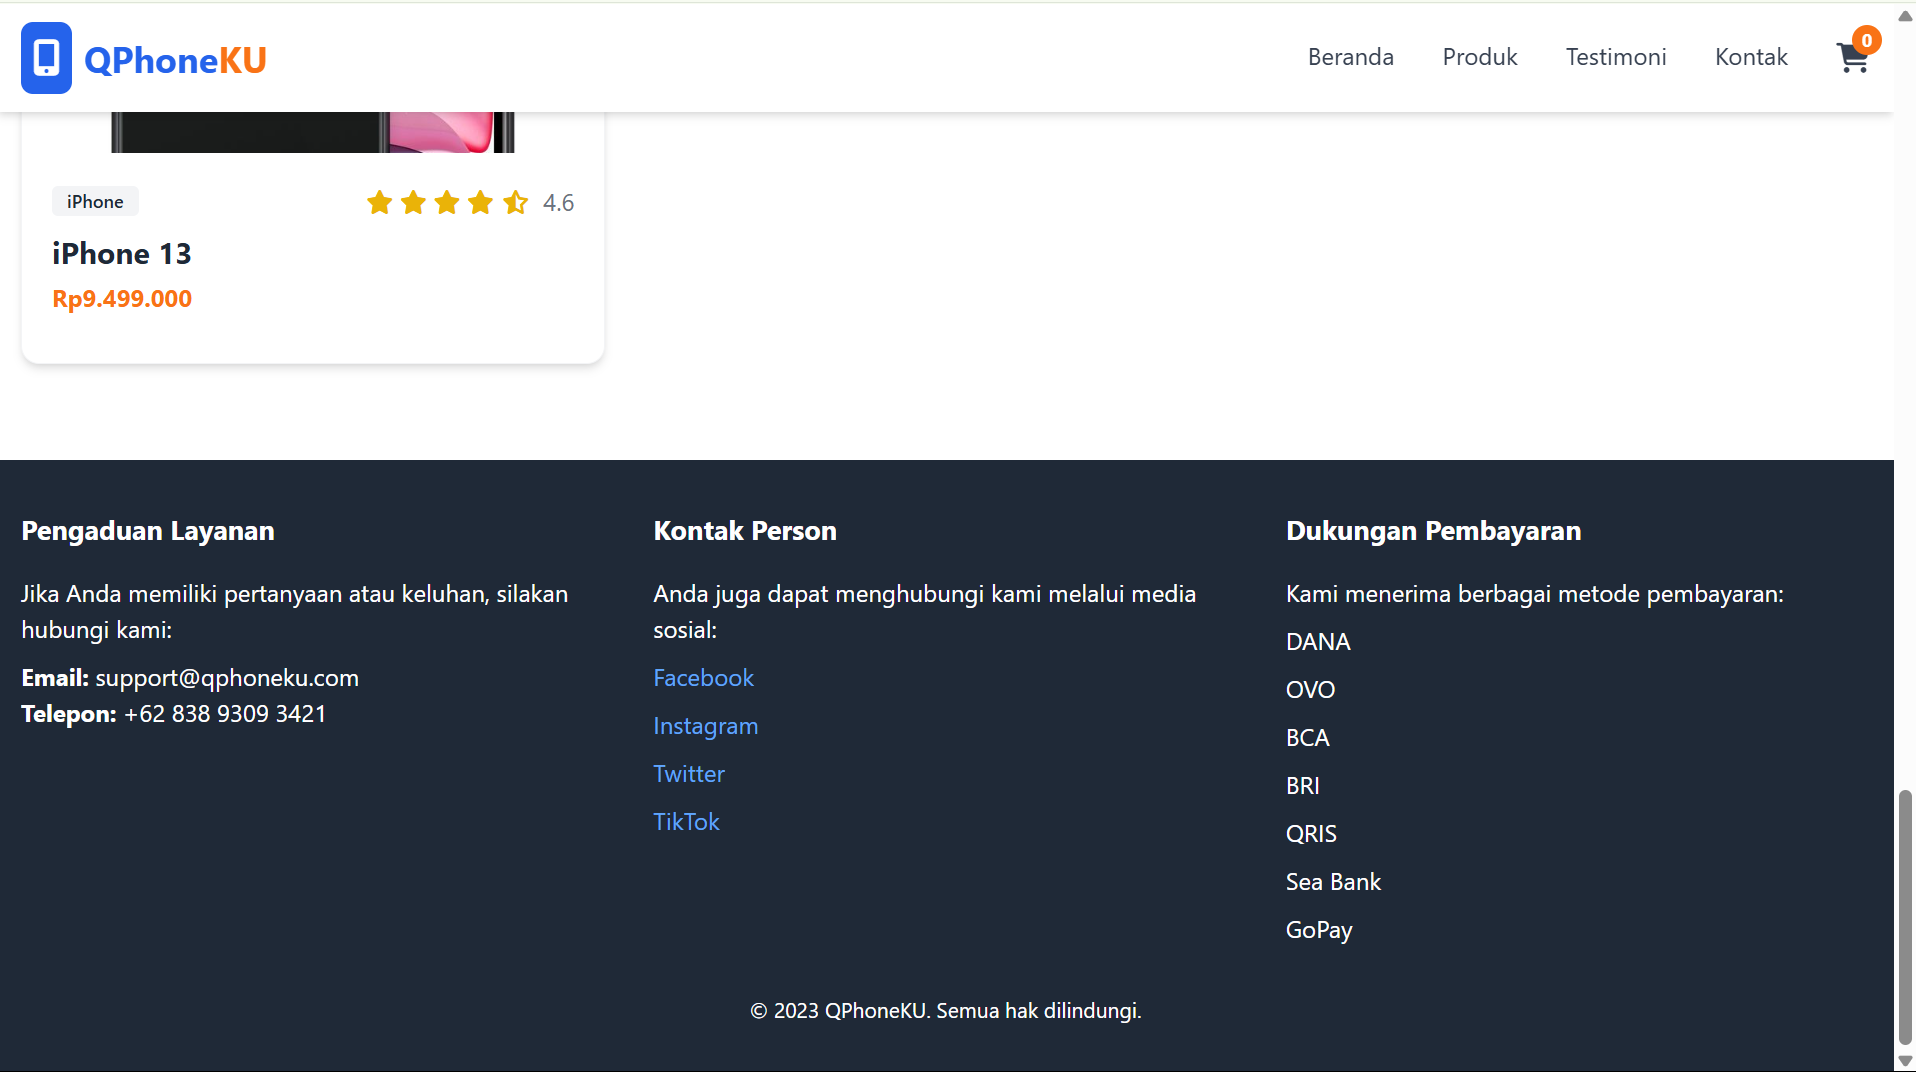 QPhoneKU
Beranda
Produk
Testimoni
Kontak
0
iPhone
4.6
iPhone 13
Rp9.499.000
Pengaduan Layanan
Jika Anda memiliki pertanyaan atau keluhan, silakan
hubungi kami:
Email: support@qphoneku.com
Telepon: +62 838 9309 3421
Kontak Person
Anda juga dapat menghubungi kami melalui media
sosial:
Facebook
Instagram
Twitter
TikTok
Dukungan Pembayaran
Kami menerima berbagai metode pembayaran:
DANA
OVO
BCA
BRI
QRIS
Sea Bank
GoPay
© 2023 QPhoneKU. Semua hak dilindungi.